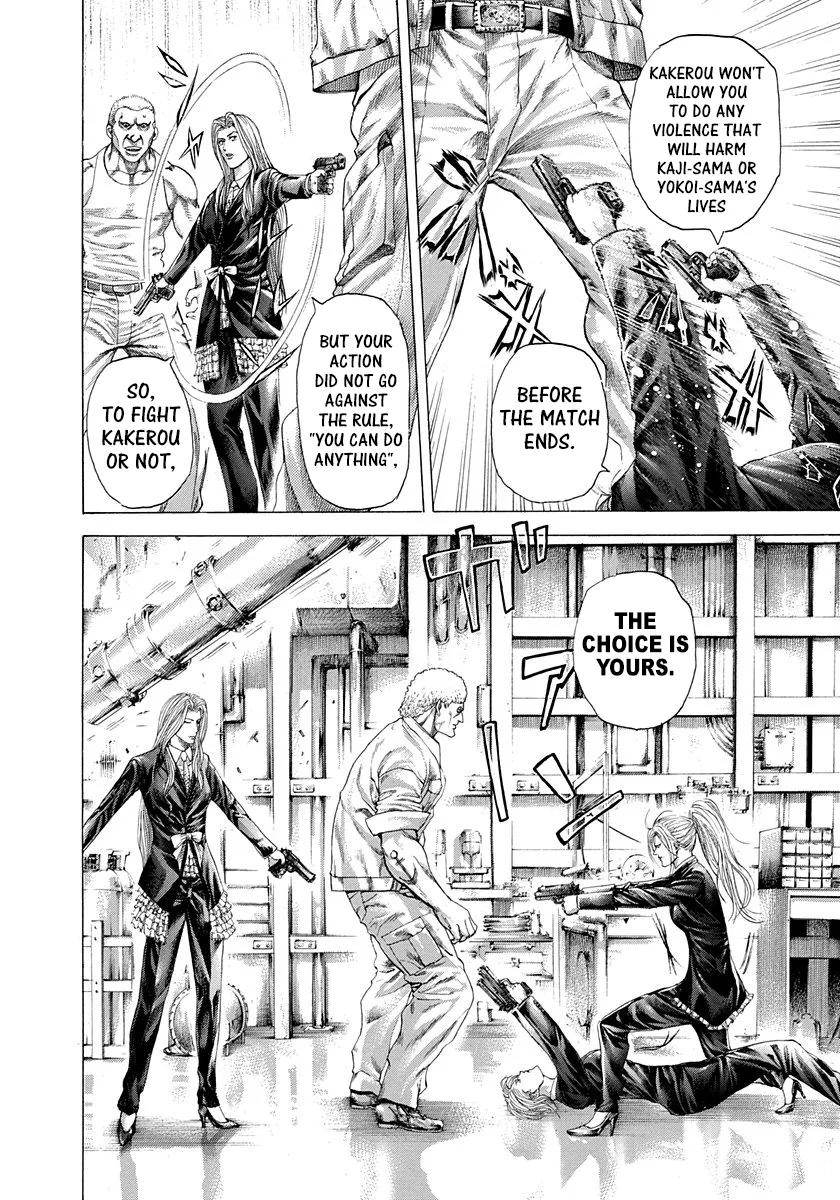 KAKEROU WON'T
ALLOW YOU
TO DO ANY
VIOLENCE THAT
WILL HARM
KAJI-SAMA OR
YOKOI-SAMA'S
LIVES
BEFORE
THE MATCH
ENDS.
BUT YOUR
ACTION
DID NOT GO
AGAINST
THE RULE,
"YOU CAN DO
ANYTHING",
SO,
TO FIGHT
KAKEROU
OR NOT,
THE
CHOICE IS
YOURS.